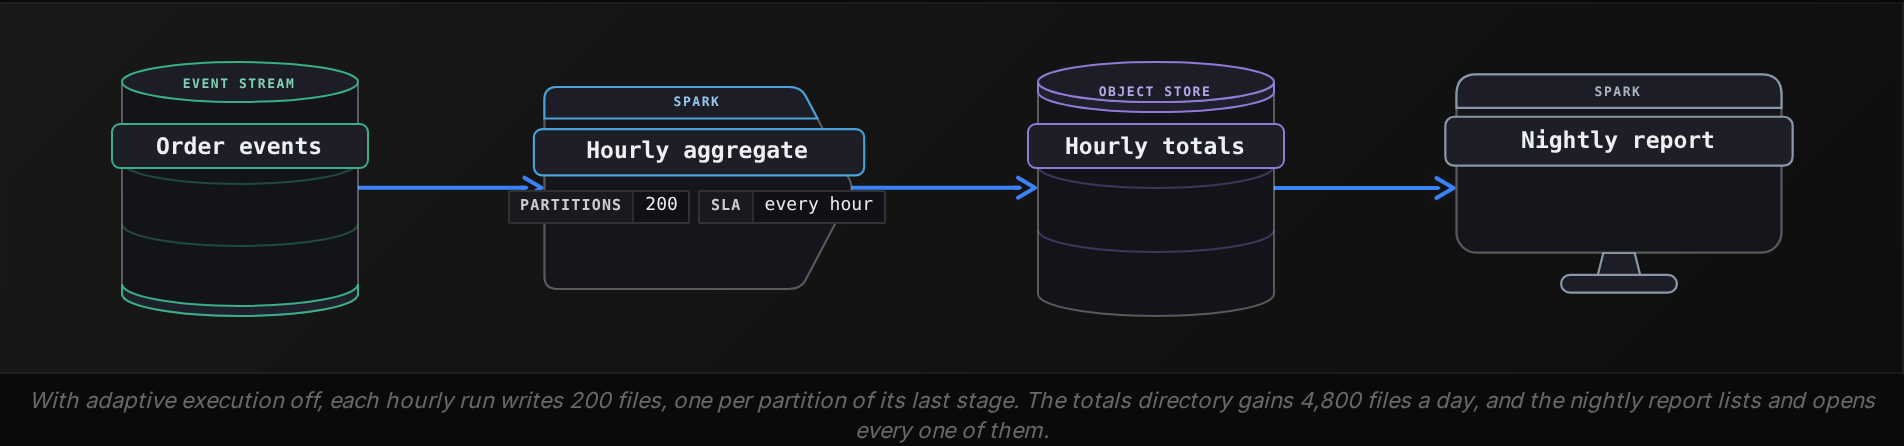 EVENT STREAM
Order events
SPARK
Hourly aggregate
PARTITIONS 200 SLA every hour
OBJECT STORE
Hourly totals
SPARK
Nightly report
With adaptive execution off, each hourly run writes 200 files, one per partition of its last stage. The totals directory gains 4,800 files a day, and the nightly report lists and opens
every one of them.